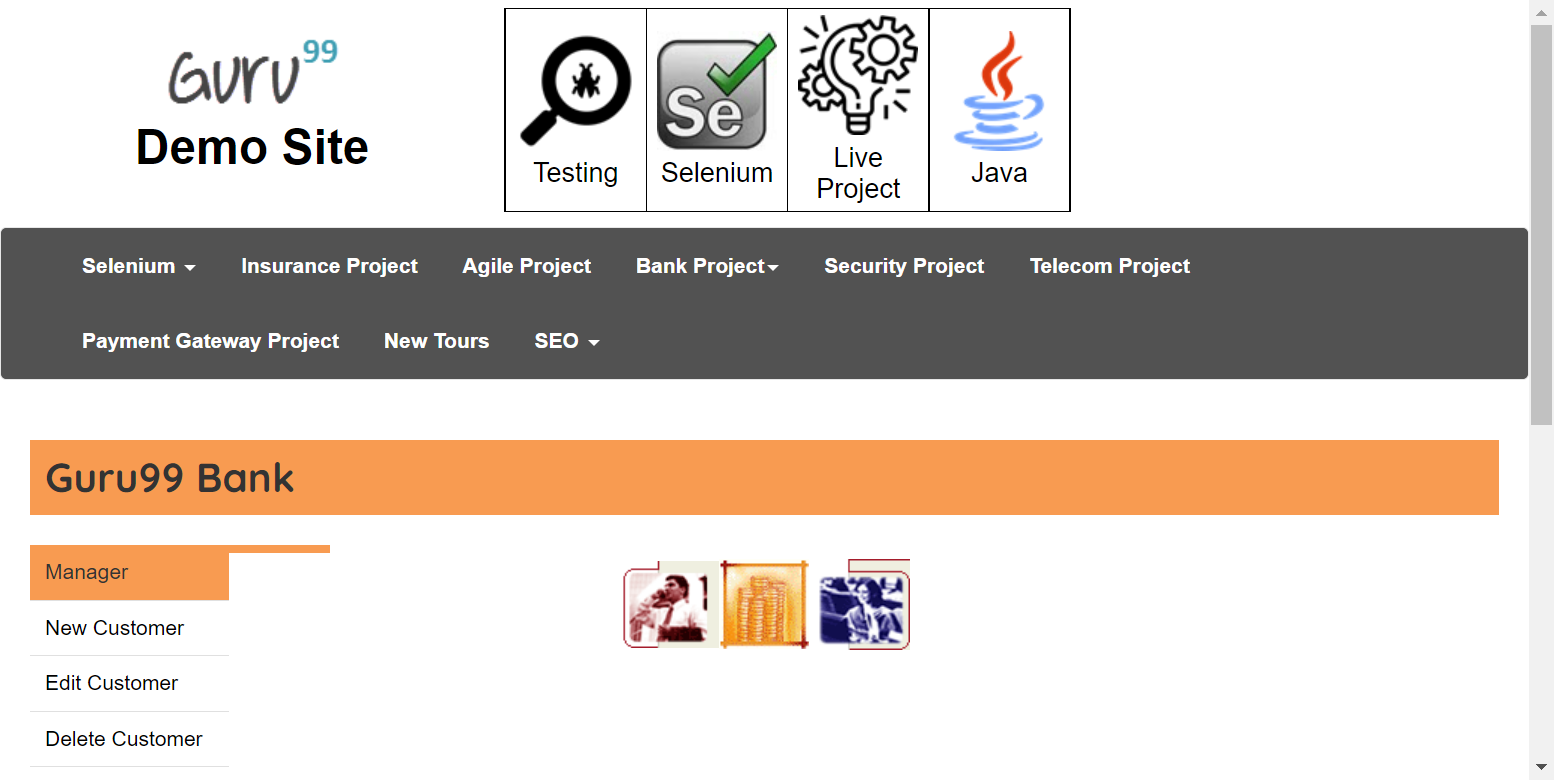 Guru99
Demo Site
Testing
Se
Selenium
Live
Project
Java
Selenium
Insurance Project
Agile Project
Bank Project
Security Project
Telecom Project
Payment Gateway Project
New Tours
SEO
Guru99 Bank
Manager
New Customer
Edit Customer
Delete Customer